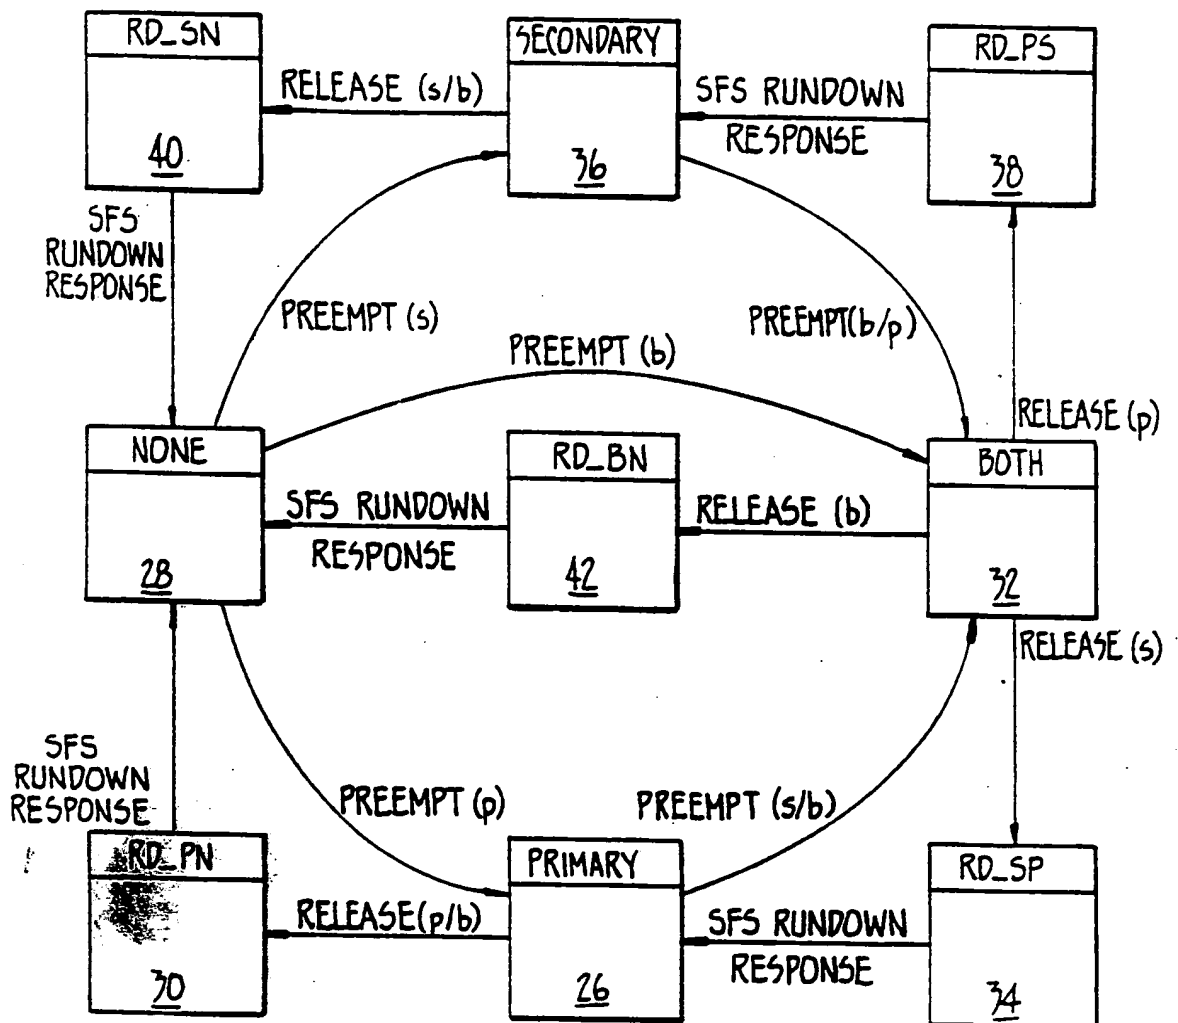 RD_SN
SECONDARY
RD_PS
RELEASE (s/b)
SFS RUNDOWN
RESPONSE
40
36
38
SFS
RUNDOWN
RESPONSE
PREEMPT (s)
PREEMPT(b/p)
PREEMPT (b)
RELEASE (p)
NONE
RD_BN
BOTH
SFS RUNDOWN
RESPONSE
RELEASE (b)
28
42
32
RELEASE (s)
SFS
RUNDOWN
RESPONSE
PREEMPT (p)
PREEMPT (s/b)
RD_PN
PRIMARY
RD_SP
RELEASE(p/b)
SFS RUNDOWN
RESPONSE
30
26
34